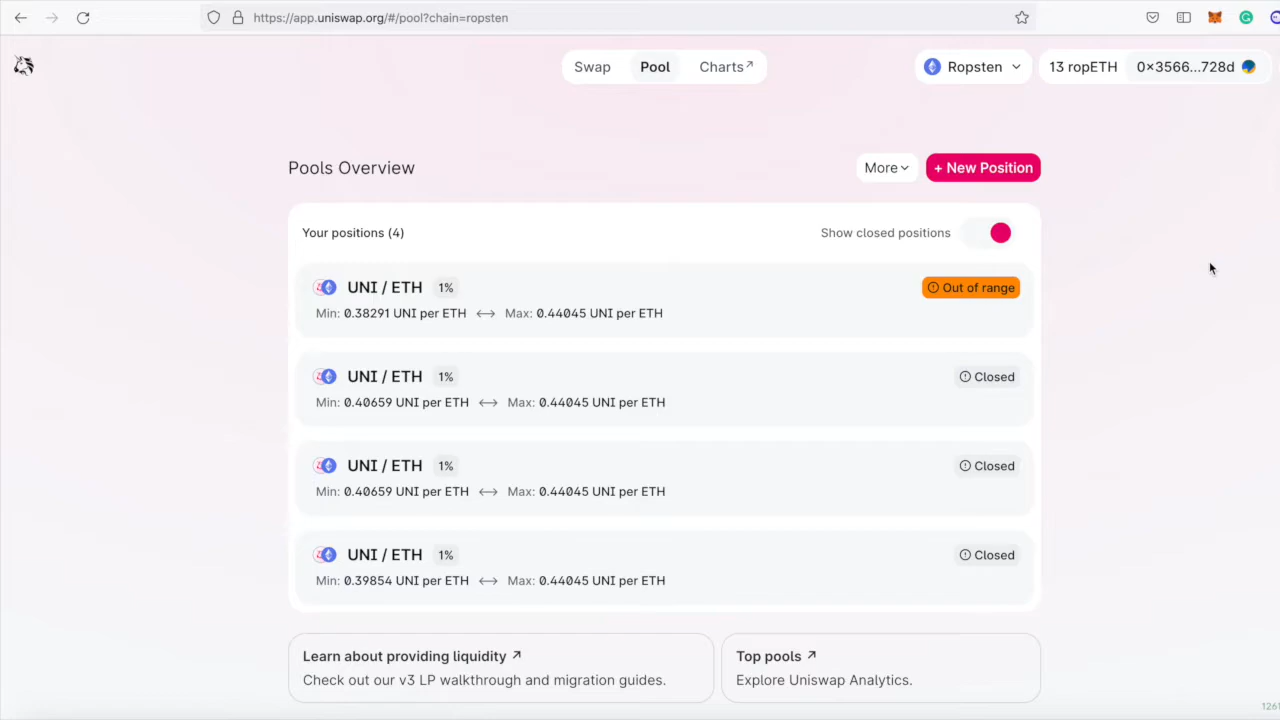 https://app.uniswap.org/#/pool?chain=ropsten
Swap Pool Charts↗ Ropsten 13 ropETH 0x3566...728d
Pools Overview More + New Position
Your positions (4) Show closed positions
UNI / ETH 1% Out of range
Min: 0.38291 UNI per ETH ⟷ Max: 0.44045 UNI per ETH
UNI / ETH 1% Closed
Min: 0.40659 UNI per ETH ⟷ Max: 0.44045 UNI per ETH
UNI / ETH 1% Closed
Min: 0.40659 UNI per ETH ⟷ Max: 0.44045 UNI per ETH
UNI / ETH 1% Closed
Min: 0.39854 UNI per ETH ⟷ Max: 0.44045 UNI per ETH
Learn about providing liquidity ↗
Check out our v3 LP walkthrough and migration guides.
Top pools ↗
Explore Uniswap Analytics.